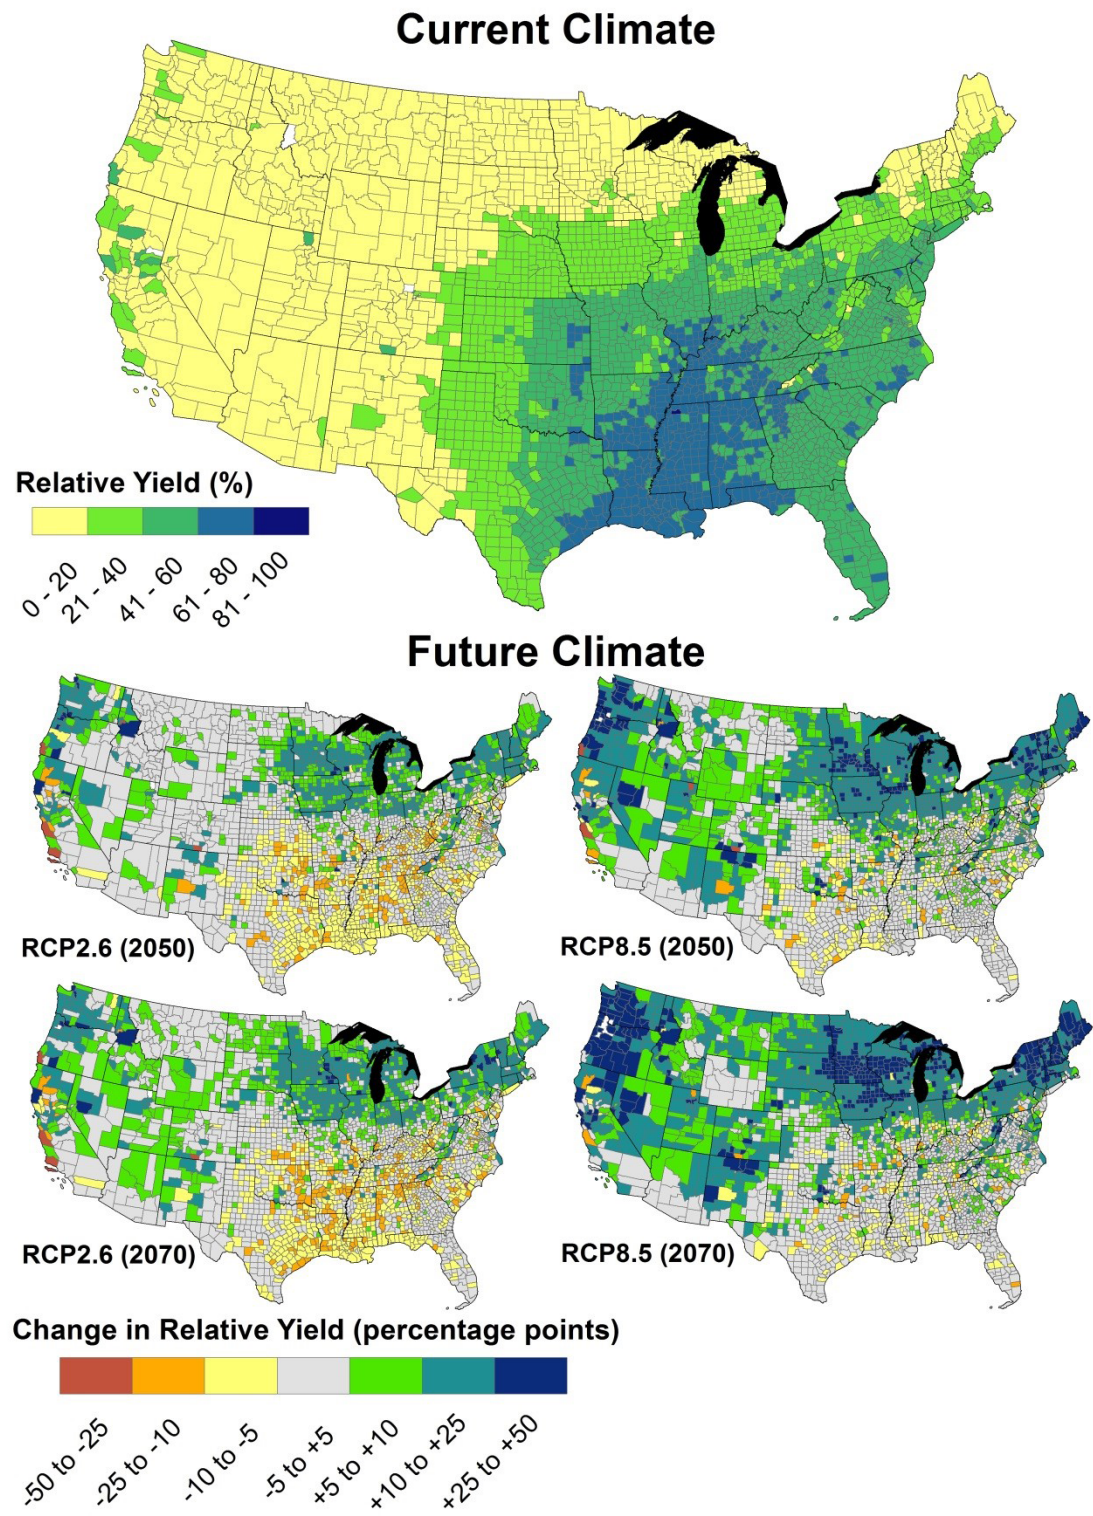 Current Climate
Relative Yield (%)
0 - 20
21 - 40
41 - 60
61 - 80
81 - 100
Future Climate
RCP2.6 (2050)
RCP8.5 (2050)
RCP2.6 (2070)
RCP8.5 (2070)
Change in Relative Yield (percentage points)
-50 to -25
-25 to -10
-10 to -5
-5 to +5
+5 to +10
+10 to +25
+25 to +50